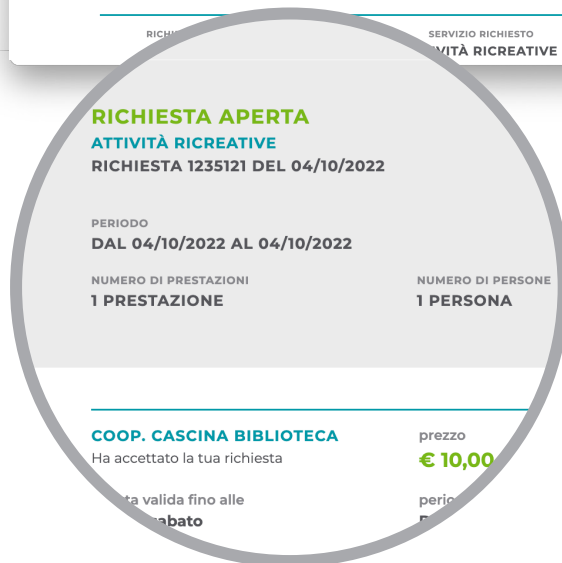 SERVIZIO RICHIESTO
RICREATIVE
RICHIESTA APERTA
ATTIVITÀ RICREATIVE
RICHIESTA 1235121 DEL 04/10/2022
PERIODO
DAL 04/10/2022 AL 04/10/2022
NUMERO DI PRESTAZIONI
NUMERO DI PERSONE
1 PRESTAZIONE
1 PERSONA
COOP. CASCINA BIBLIOTECA
prezzo
Ha accettato la tua richiesta
€ 10,00
valida fino alle